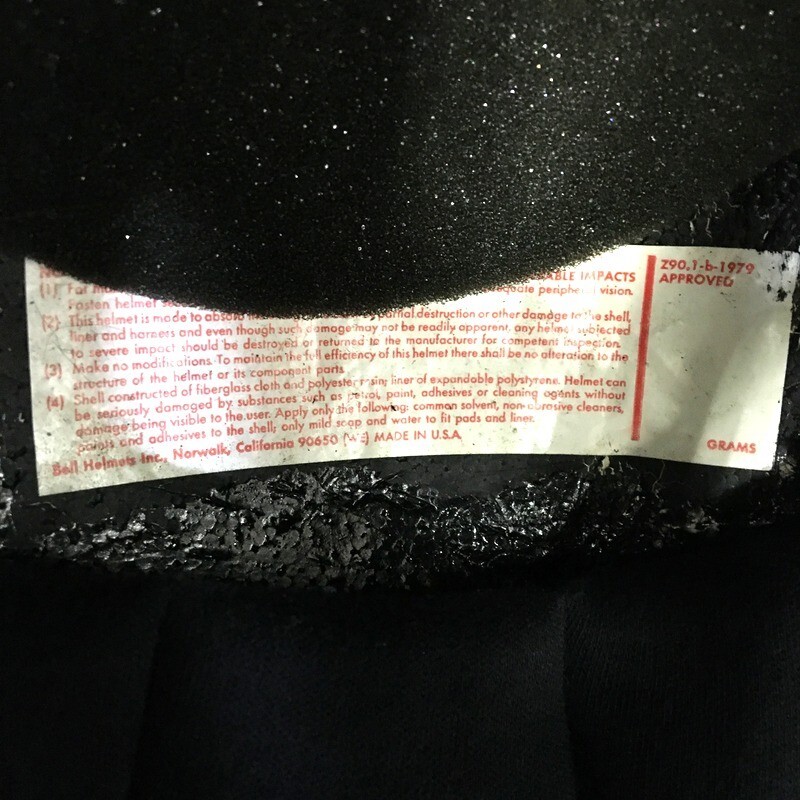 ABLE IMPACTS
(1) For
peripheral vision.
Fasten helmet
(2) This helmet is made to absorb partial destruction or other damage to the shell,
liner and harness and even though such damage may not be readily apparent, any helmet subjected
to severe impact should be destroyed or returned to the manufacturer for competent inspection.
(3) Make no modifications. To maintain the full efficiency of this helmet there shall be no alteration to the
structure of the helmet or its component parts
(4) Shell constructed of fiberglass cloth and polyester resin; liner of expandable polystyrene. Helmet can
be seriously damaged by substances such as petrol, paint, adhesives or cleaning agents without
damage being visible to the user. Apply only the following: common solvent, non-abrasive cleaners,
paints and adhesives to the shell; only mild soap and water to fit pads and liner.
Bell Helmets Inc., Norwalk, California 90650 MADE IN U.S.A
Z90.1-b-1979
APPROVED
GRAMS